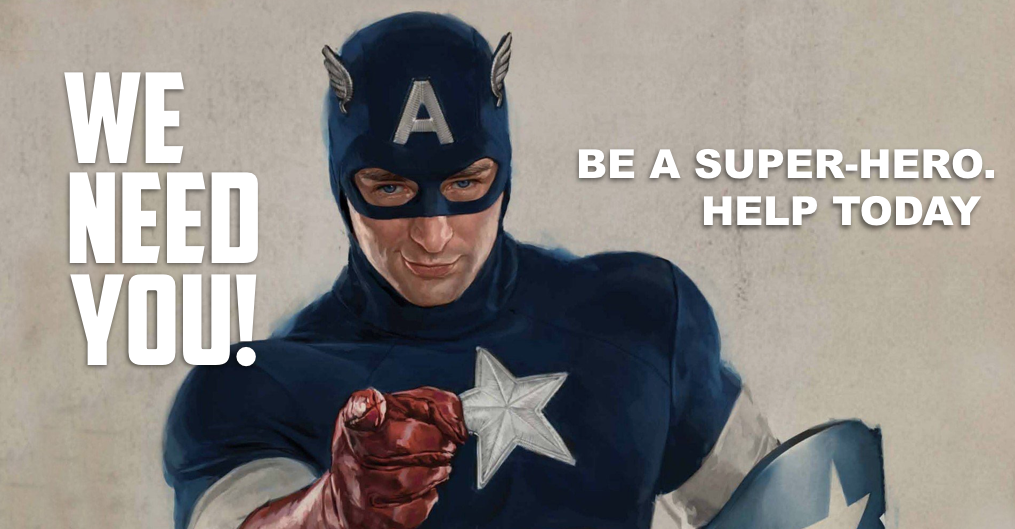 WE
NEED
YOU!
A
BE A SUPER-HERO.
HELP TODAY